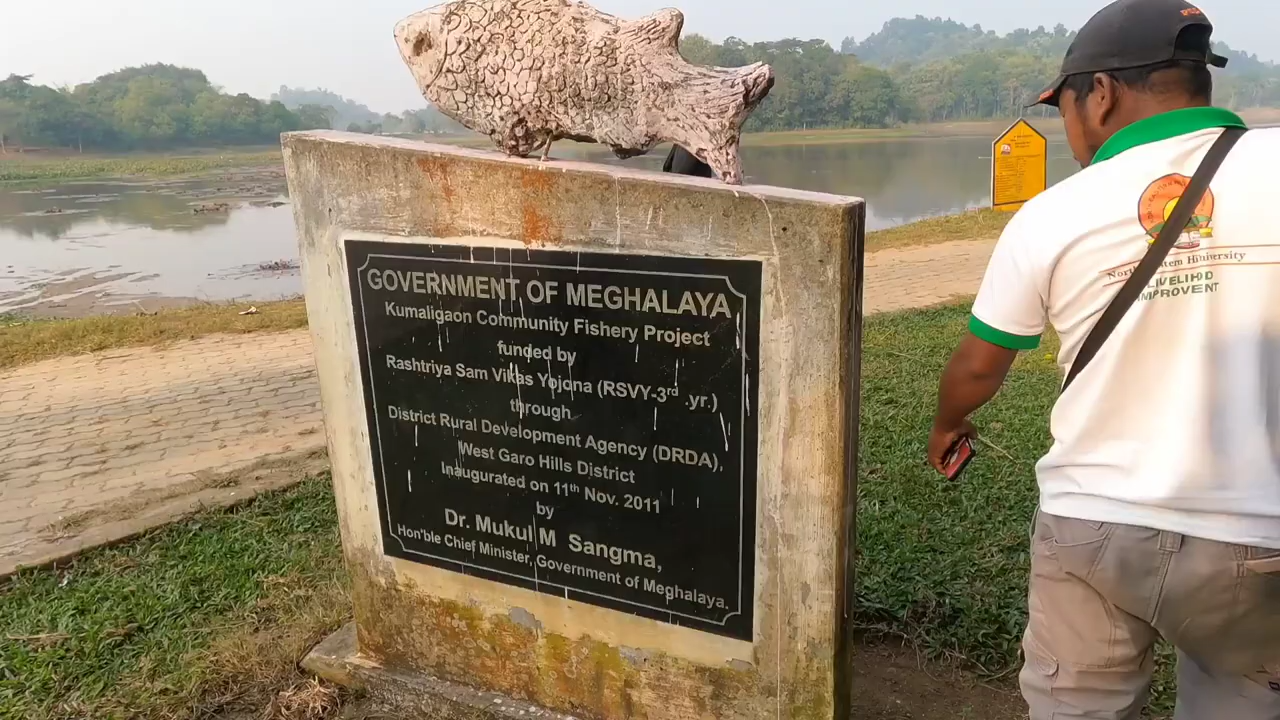 GOVERNMENT OF MEGHALAYA
Kumaligaon Community Fishery Project
funded by
Rashtriya Sam Vikas Yojona (RSVY-3rd .yr.)
through
District Rural Development Agency (DRDA),
West Garo Hills District
Inaugurated on 11th Nov. 2011
by
Dr. Mukul M Sangma,
Hon'ble Chief Minister, Government of Meghalaya.